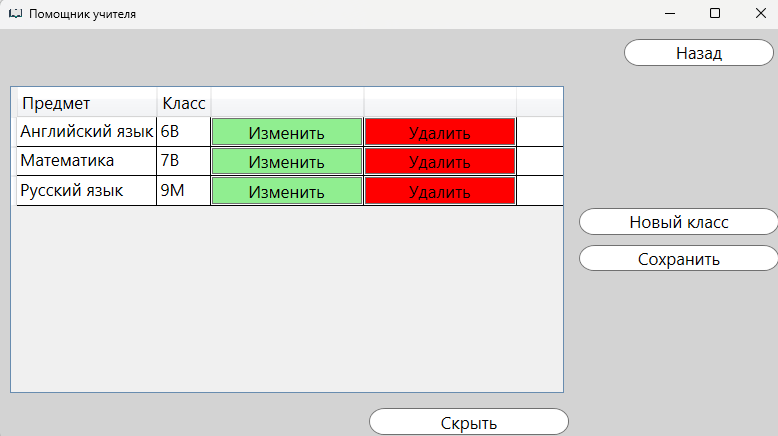 Помощник учителя
Назад
Предмет Класс
Английский язык 6В Изменить Удалить
Математика 7В Изменить Удалить
Русский язык 9М Изменить Удалить
Новый класс
Сохранить
Скрыть